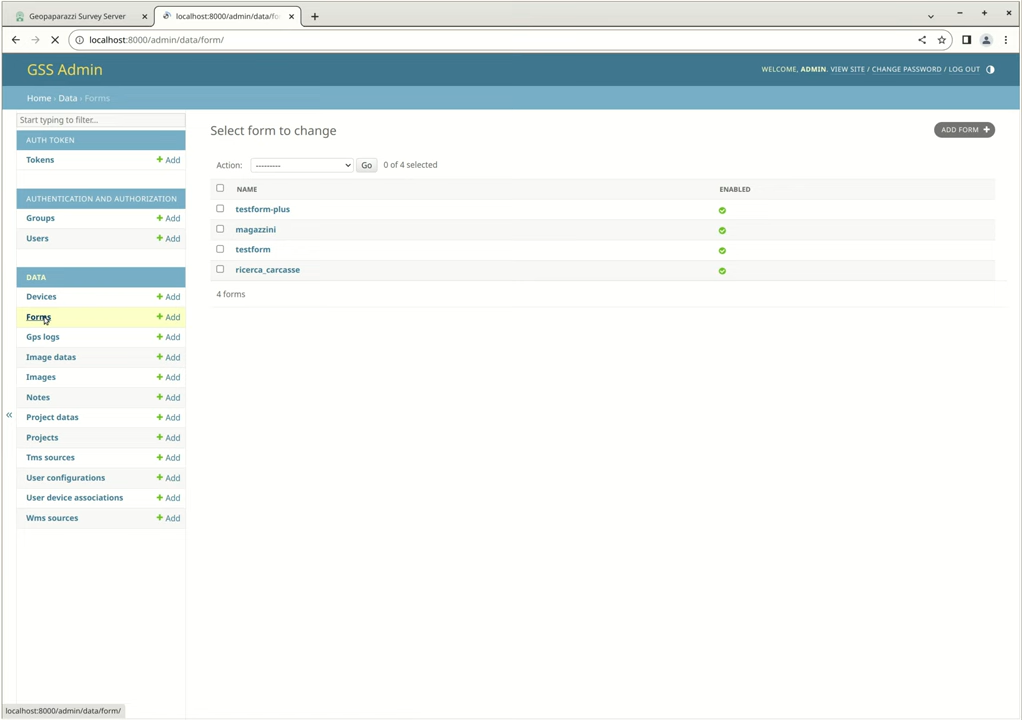 Geopaparazzi Survey Server
localhost:8000/admin/data/fo
localhost:8000/admin/data/form/
GSS Admin
WELCOME, ADMIN. VIEW SITE / CHANGE PASSWORD / LOG OUT
Home › Data › Forms
Start typing to filter...
AUTH TOKEN
Tokens + Add
AUTHENTICATION AND AUTHORIZATION
Groups + Add
Users + Add
DATA
Devices + Add
Forms + Add
Gps logs + Add
Image datas + Add
Images + Add
Notes + Add
Project datas + Add
Projects + Add
Tms sources + Add
User configurations + Add
User device associations + Add
Wms sources + Add
«
Select form to change
ADD FORM +
Action: --------- Go 0 of 4 selected
NAME ENABLED
testform-plus
magazzini
testform
ricerca_carcasse
4 forms
localhost:8000/admin/data/form/